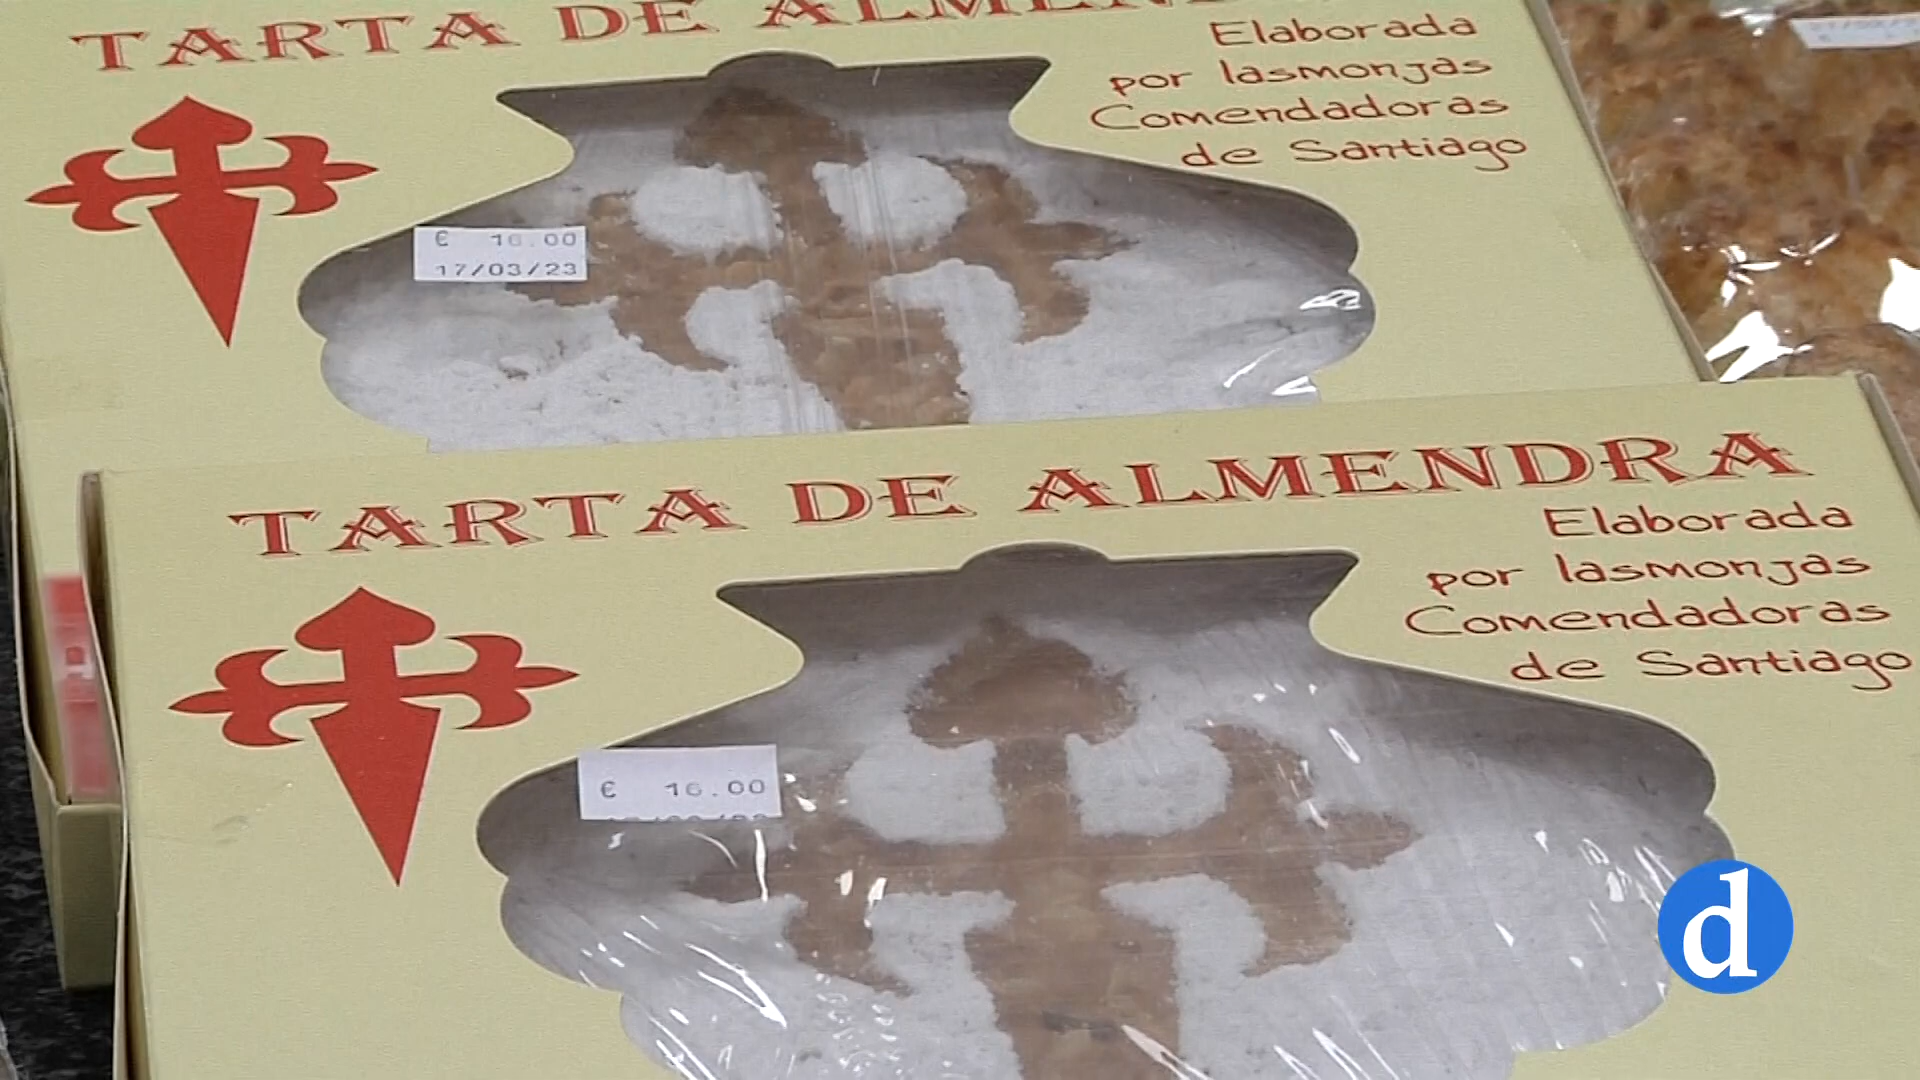 TARTA DE
Elaborada
por lasmonjas
Comendadoras
de Santiago
€ 16.00
17/03/23
TARTA DE ALMENDRA
Elaborada
por lasmonjas
Comendadoras
de Santiago
€ 16.00
d